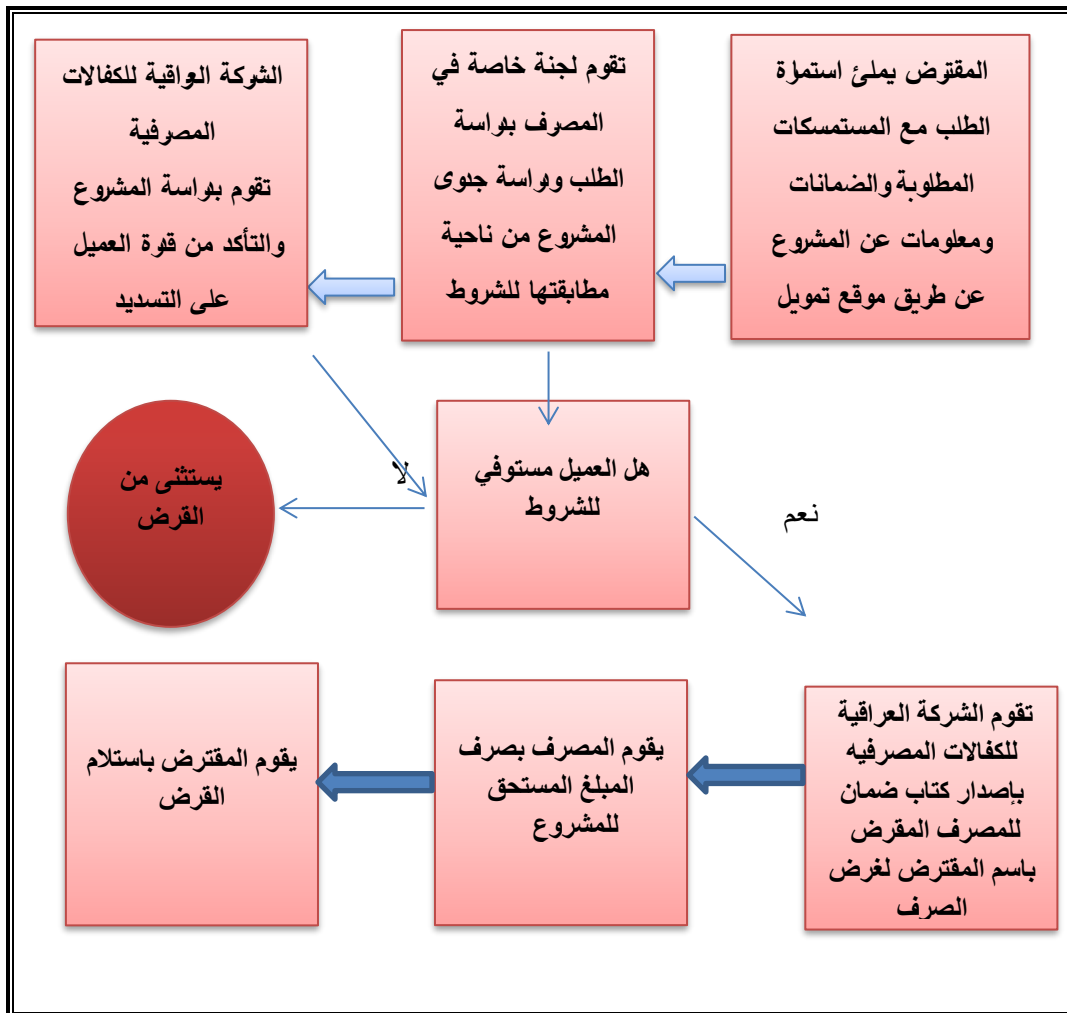 المقترض يملئ استمارة
الطلب مع المستمسكات
المطلوبة والضمانات
ومعلومات عن المشروع
عن طريق موقع تمويل
تقوم لجنة خاصة في
المصرف بدراسة
الطلب ودراسة جدوى
المشروع من ناحية
مطابقتها للشروط
الشركة العراقية للكفالات
المصرفية
تقوم بدراسة المشروع
والتأكد من قدرة العميل
على التسديد
هل العميل مستوفي
للشروط
لا
يستثنى من
القرض
نعم
تقوم الشركة العراقية
للكفالات المصرفيه
بإصدار كتاب ضمان
للمصرف المقرض
باسم المقترض لغرض
الصرف
يقوم المصرف بصرف
المبلغ المستحق
للمشروع
يقوم المقترض باستلام
القرض